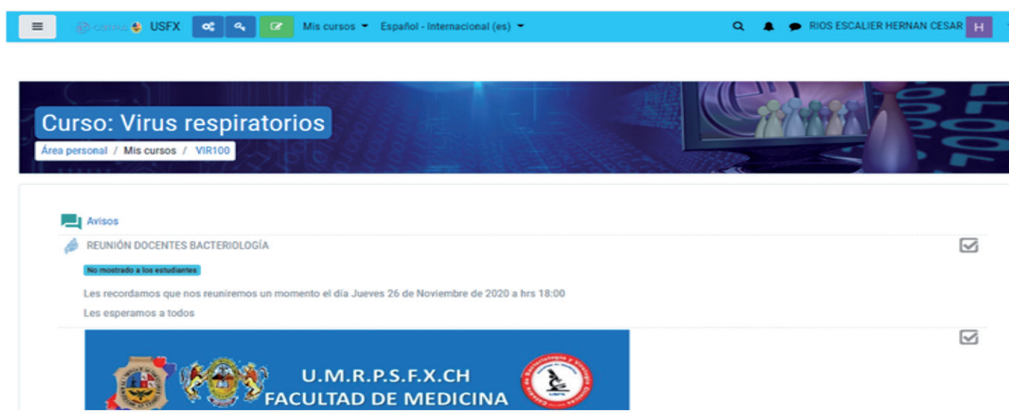 USFX Mis cursos Español - Internacional (es) RIOS ESCALIER HERNAN CESAR H
Curso: Virus respiratorios
Área personal / Mis cursos / VIR100
Avisos
REUNIÓN DOCENTES BACTERIOLOGÍA
No mostrado a los estudiantes
Les recordamos que nos reuniremos un momento el día Jueves 26 de Noviembre de 2020 a hrs 18:00
Les esperamos a todos
U.M.R.P.S.F.X.CH
FACULTAD DE MEDICINA